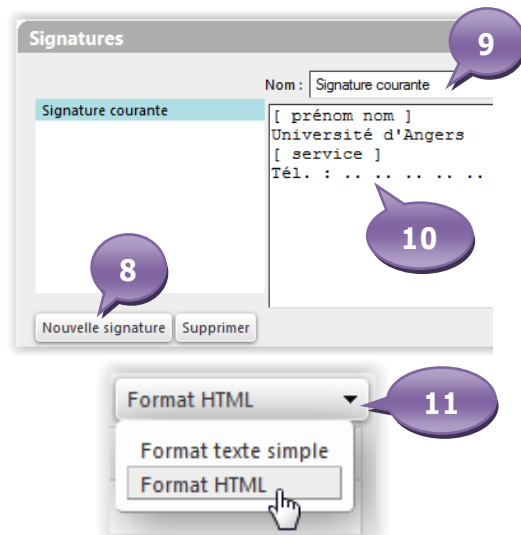 Signatures
9
Nom : Signature courante
Signature courante
[ prénom nom ]
Université d'Angers
[ service ]
Tél. : .. .. .. .. ..
10
8
Nouvelle signature Supprimer
Format HTML
11
Format texte simple
Format HTML